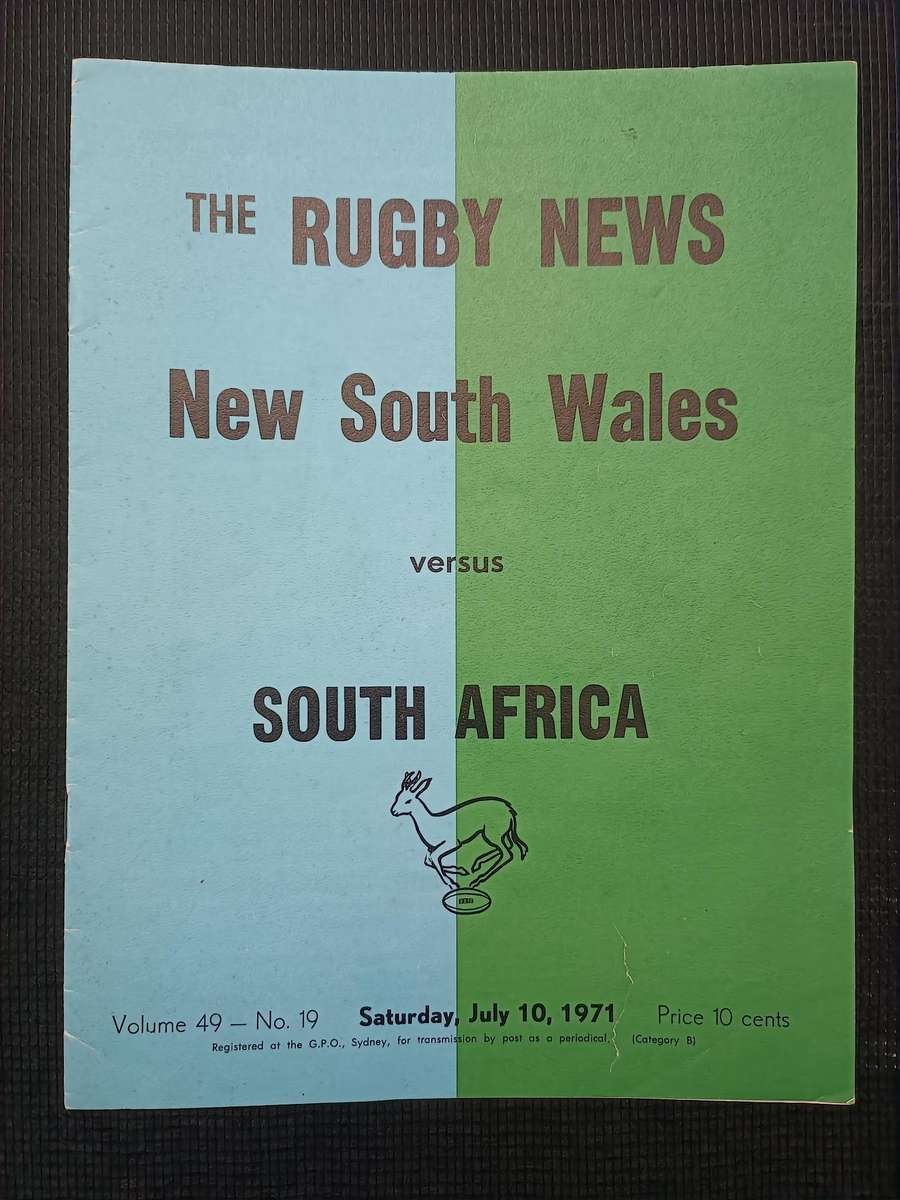 THE RUGBY NEWS
New South Wales
versus
SOUTH AFRICA
Volume 49 – No. 19 Saturday, July 10, 1971 Price 10 cents
Registered at the G.P.O., Sydney, for transmission by post as a periodical. (Category B)